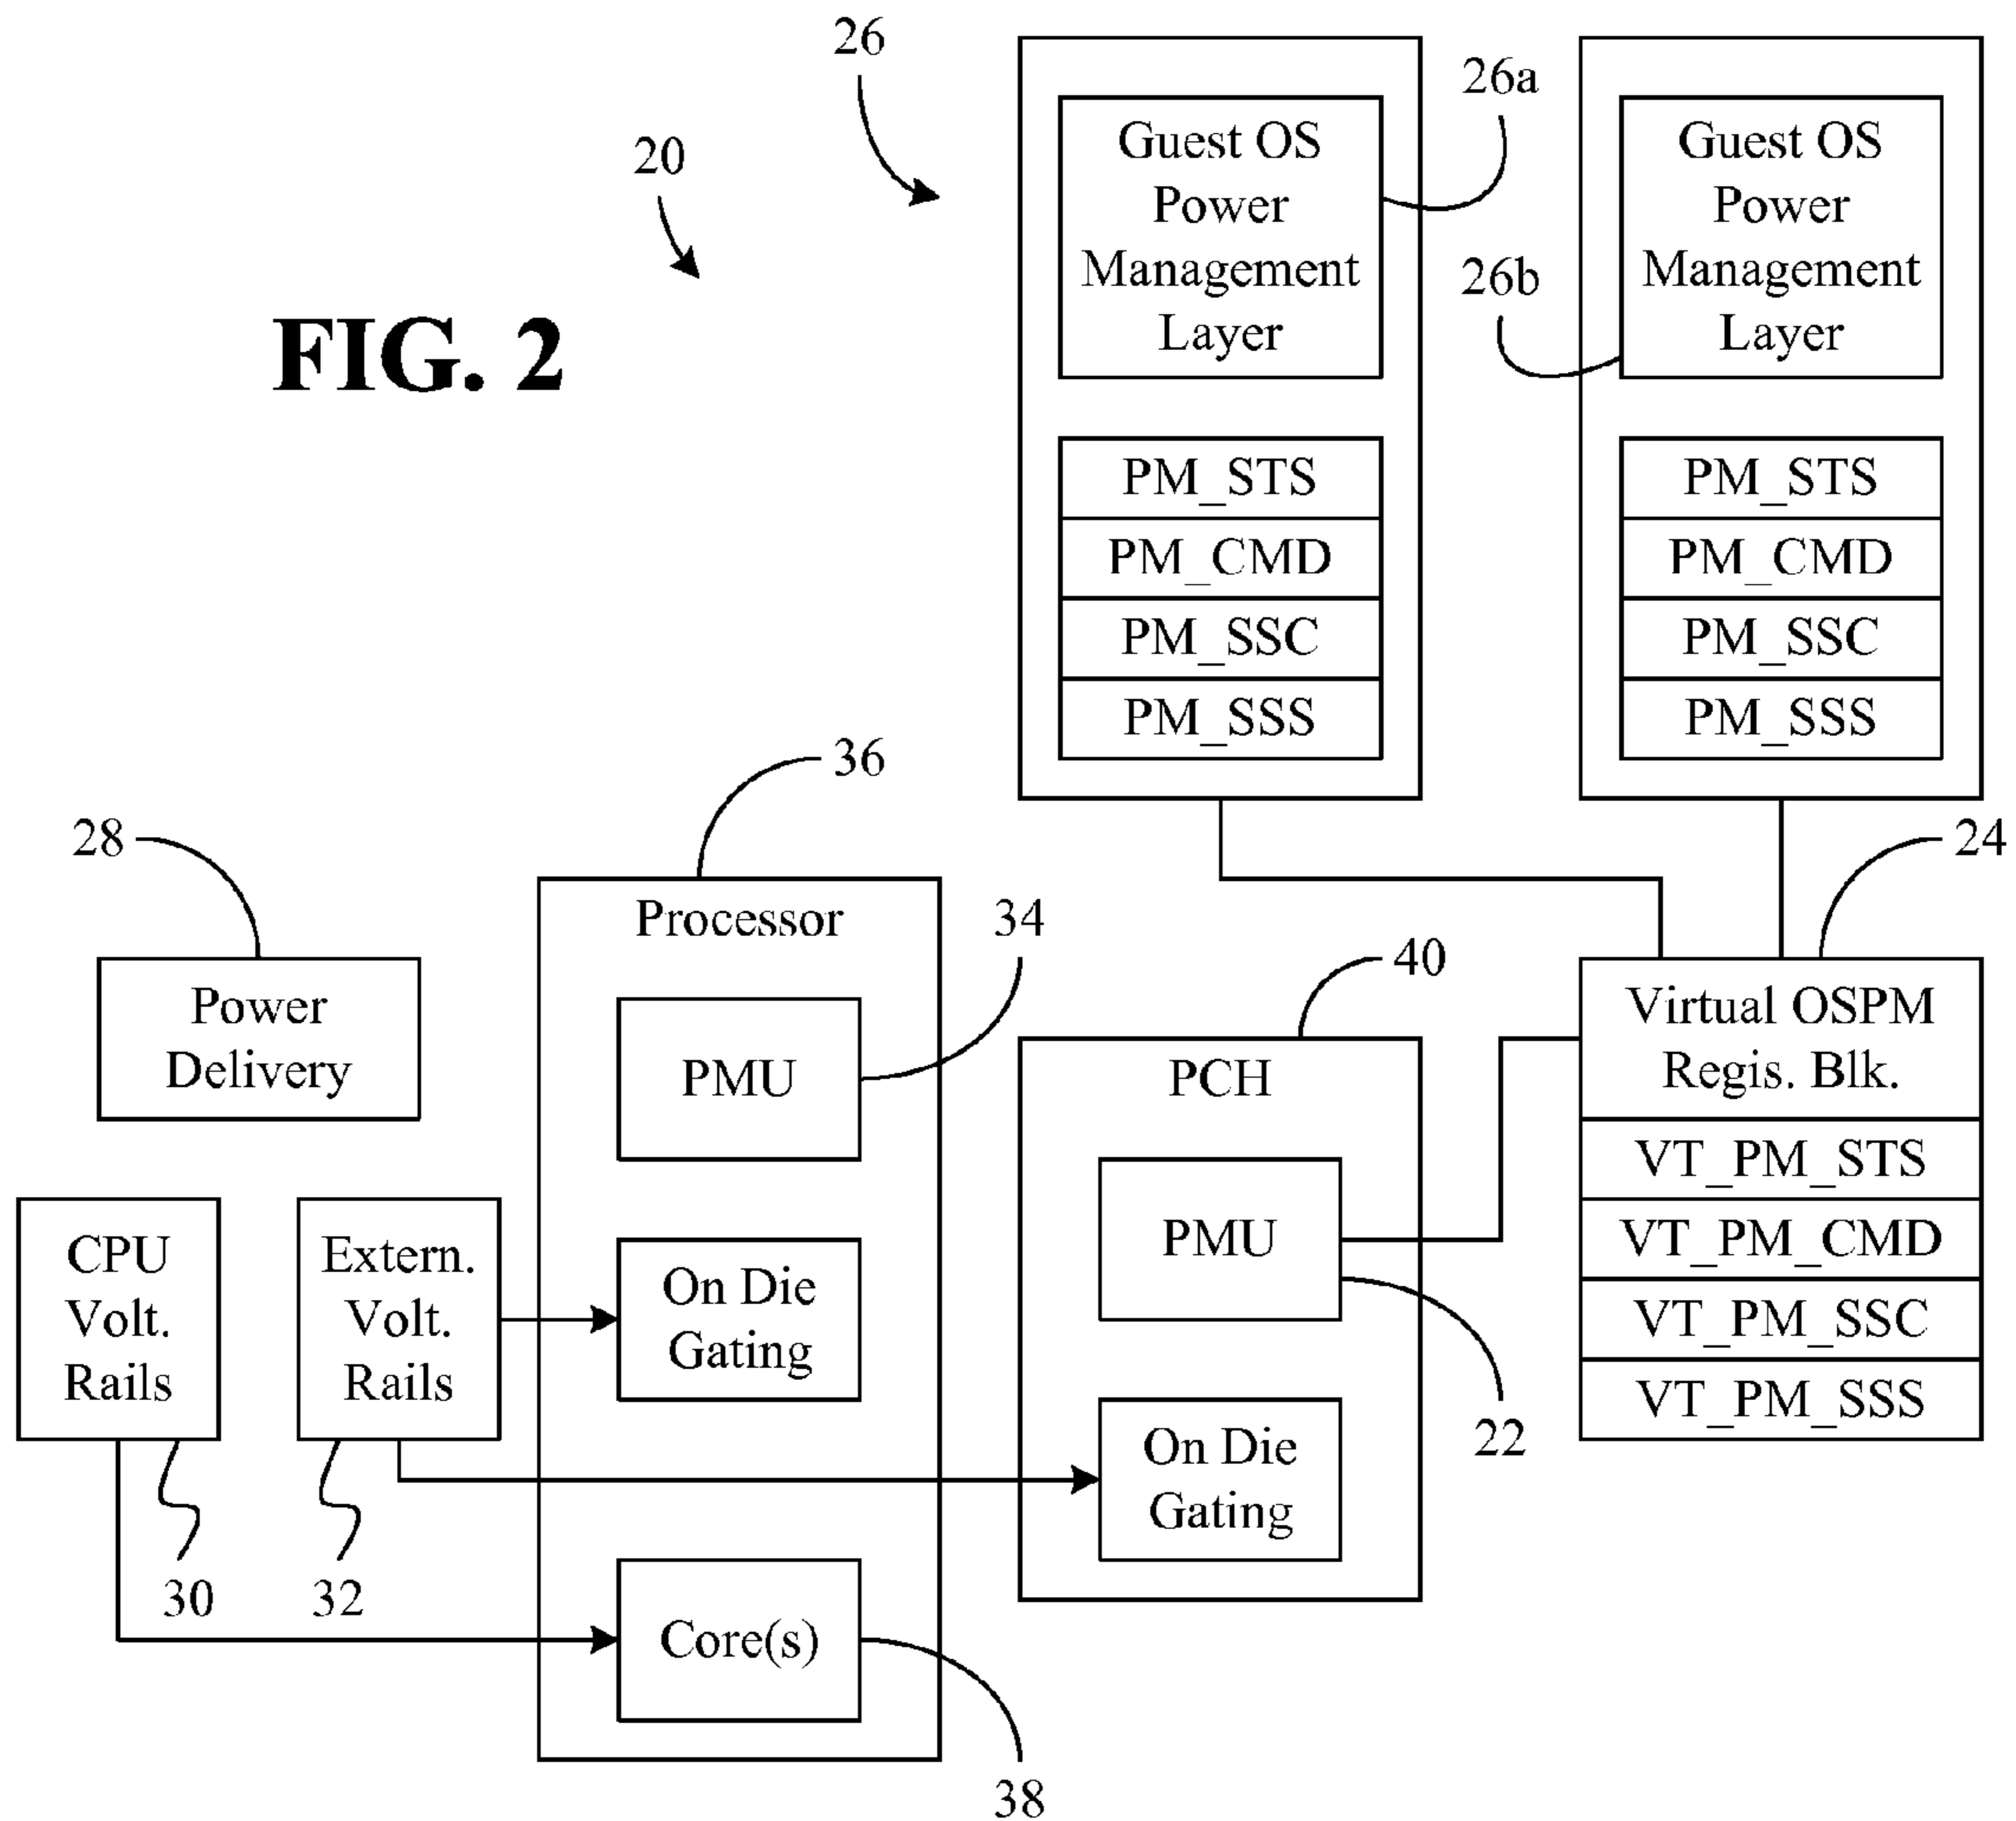 26
20
FIG. 2
26a
26b
Guest OS
Power
Management
Layer
PM_STS
PM_CMD
PM_SSC
PM_SSS
Guest OS
Power
Management
Layer
PM_STS
PM_CMD
PM_SSC
PM_SSS
36
28
24
34
40
Power
Delivery
CPU
Volt.
Rails
Extern.
Volt.
Rails
30
32
Processor
PMU
On Die
Gating
Core(s)
38
PCH
PMU
On Die
Gating
22
Virtual OSPM
Regis. Blk.
VT_PM_STS
VT_PM_CMD
VT_PM_SSC
VT_PM_SSS